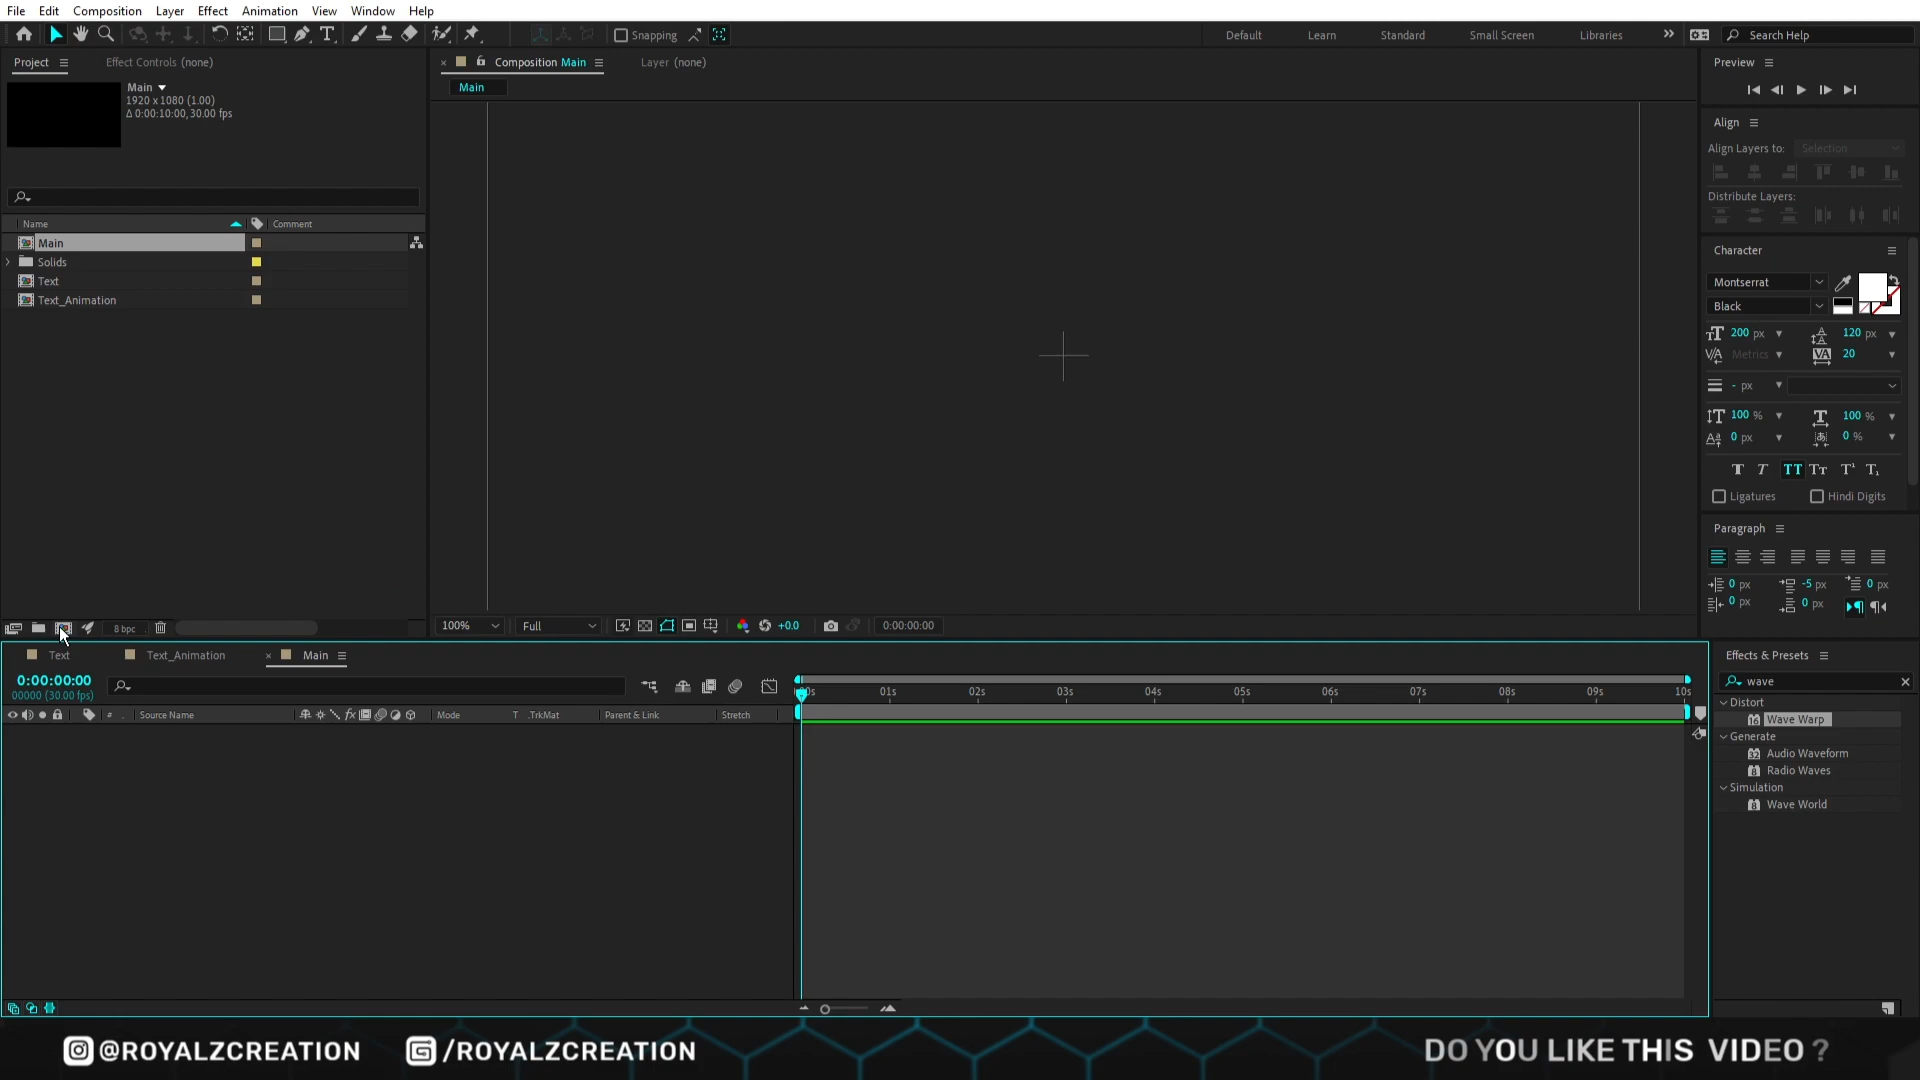 File Edit Composition Layer Effect Animation View Window Help
Snapping Default Learn Standard Small Screen Libraries Search Help
Project Effect Controls (none) Composition Main Layer (none) Preview
Main
1920 x 1080 (1.00)
Δ 0:00:10:00, 30.00 fps
Main
Align
Align Layers to: Selection
Distribute Layers:
Name Comment
Main
Solids
Text
Text_Animation
Character
Montserrat
Black
200 px 120 px
Metrics 20
- px
100 % 100 %
0 px 0 %
Ligatures Hindi Digits
Paragraph
0 px -5 px 0 px
0 px 0 px
8 bpc 100% Full +0.0 0:00:00:00
Text Text_Animation Main
0:00:00:00
00000 (30.00 fps)
01s 02s 03s 04s 05s 06s 07s 08s 09s 10s
# . Source Name Mode T .TrkMat Parent & Link Stretch
Effects & Presets
wave
Distort
Wave Warp
Generate
Audio Waveform
Radio Waves
Simulation
Wave World
@ROYALZCREATION /ROYALZCREATION DO YOU LIKE THIS VIDEO ?